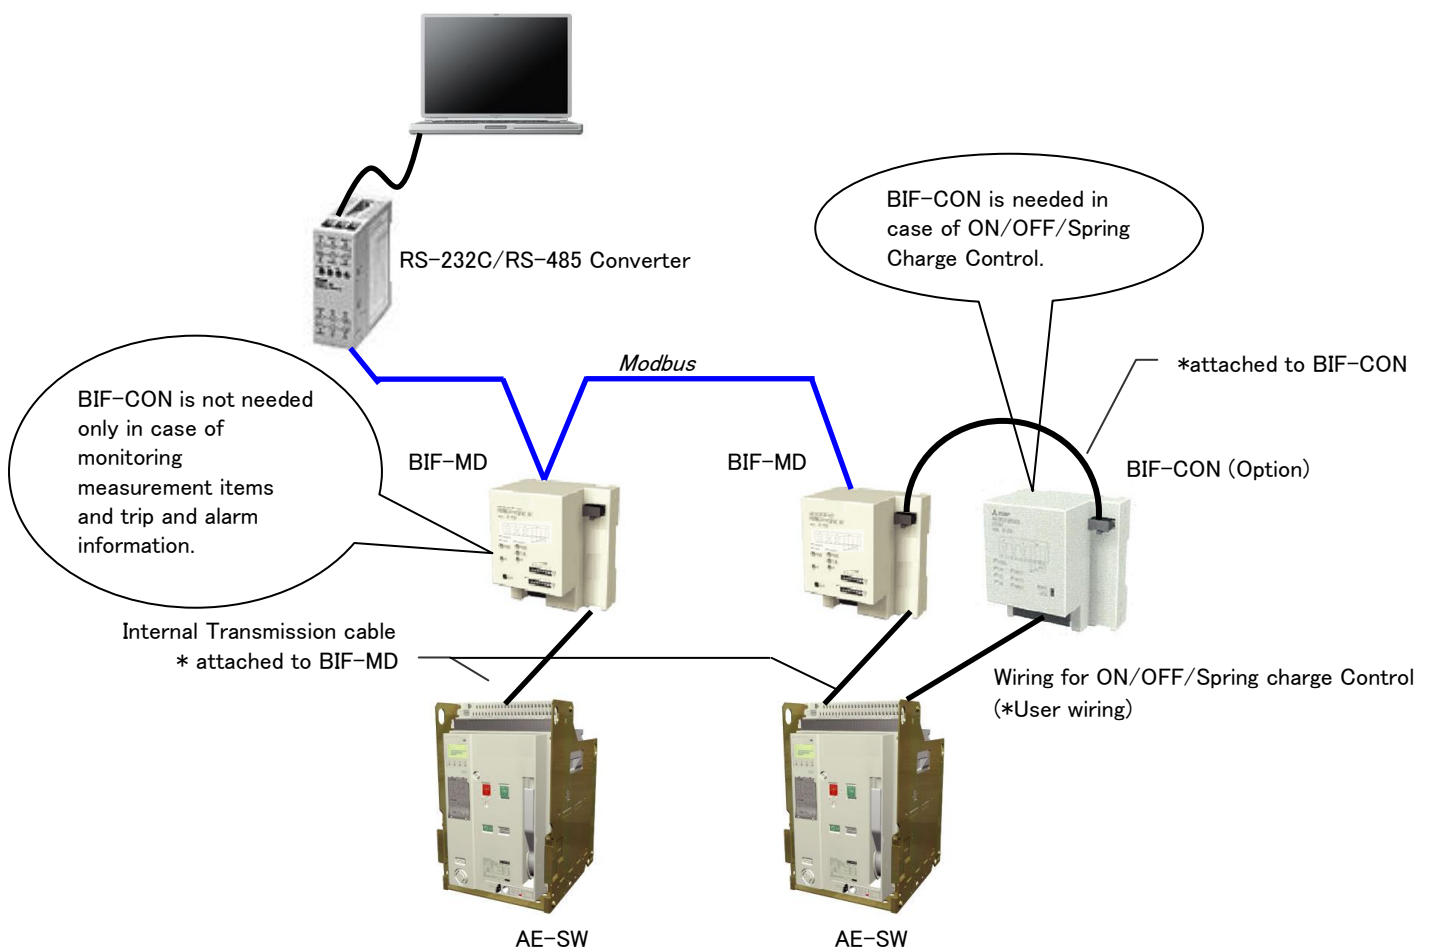 BIF-CON is needed in
case of ON/OFF/Spring
Charge Control.
RS-232C/RS-485 Converter
Modbus
*attached to BIF-CON
BIF-CON is not needed
only in case of
monitoring
measurement items
and trip and alarm
information.
BIF-MD
BIF-MD
BIF-CON (Option)
Internal Transmission cable
* attached to BIF-MD
Wiring for ON/OFF/Spring charge Control
(*User wiring)
AE-SW
AE-SW